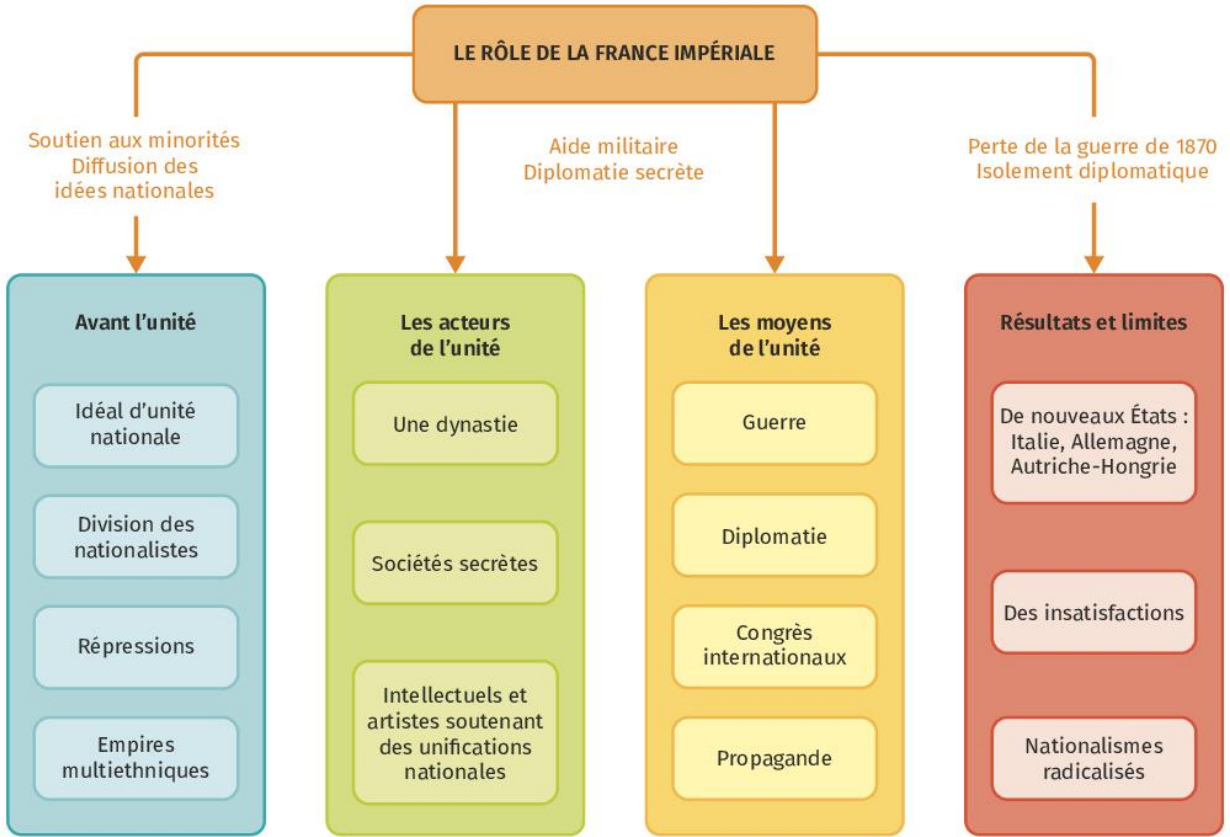 LE RÔLE DE LA FRANCE IMPÉRIALE
Soutien aux minorités
Diffusion des
idées nationales
Aide militaire
Diplomatie secrète
Perte de la guerre de 1870
Isolement diplomatique
Avant l’unité
Idéal d’unité
nationale
Division des
nationalistes
Répressions
Empires
multiethniques
Les acteurs
de l’unité
Une dynastie
Sociétés secrètes
Intellectuels et
artistes soutenant
des unifications
nationales
Les moyens
de l’unité
Guerre
Diplomatie
Congrès
internationaux
Propagande
Résultats et limites
De nouveaux États :
Italie, Allemagne,
Autriche-Hongrie
Des insatisfactions
Nationalismes
radicalisés